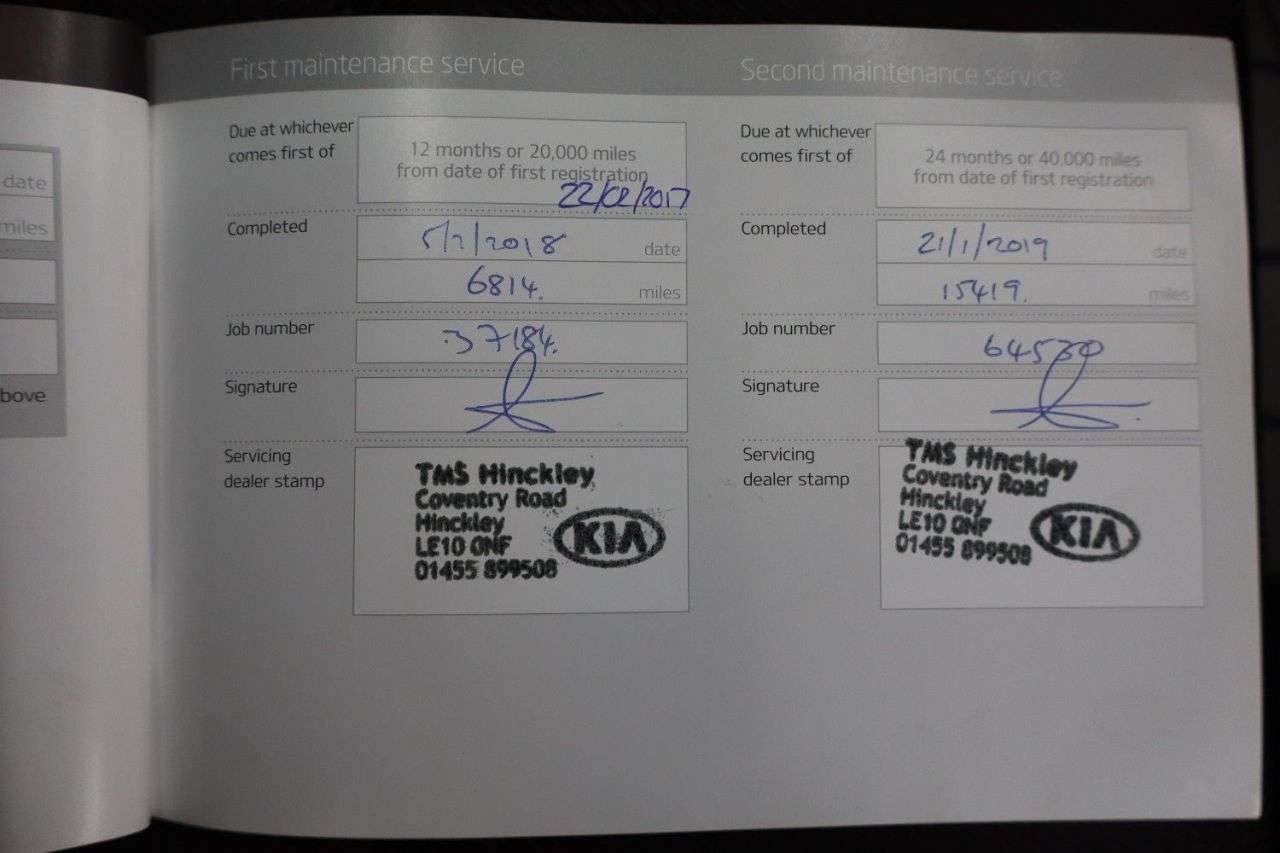 date
miles
bove
First maintenance service
Due at whichever
comes first of
12 months or 20,000 miles
from date of first registration
22/02/2017
Completed
5/2/2018 date
6814. miles
Job number
37184.
Signature
Servicing
dealer stamp
TMS Hinckley
Coventry Road
Hinckley
LE10 0NF
01455 899508
KIA
Second maintenance service
Due at whichever
comes first of
24 months or 40,000 miles
from date of first registration
Completed
21/1/2019 date
15419. miles
Job number
Signature
Servicing
dealer stamp
TMS Hinckley
Coventry Road
Hinckley
LE10 0NF
01455 899508
KIA